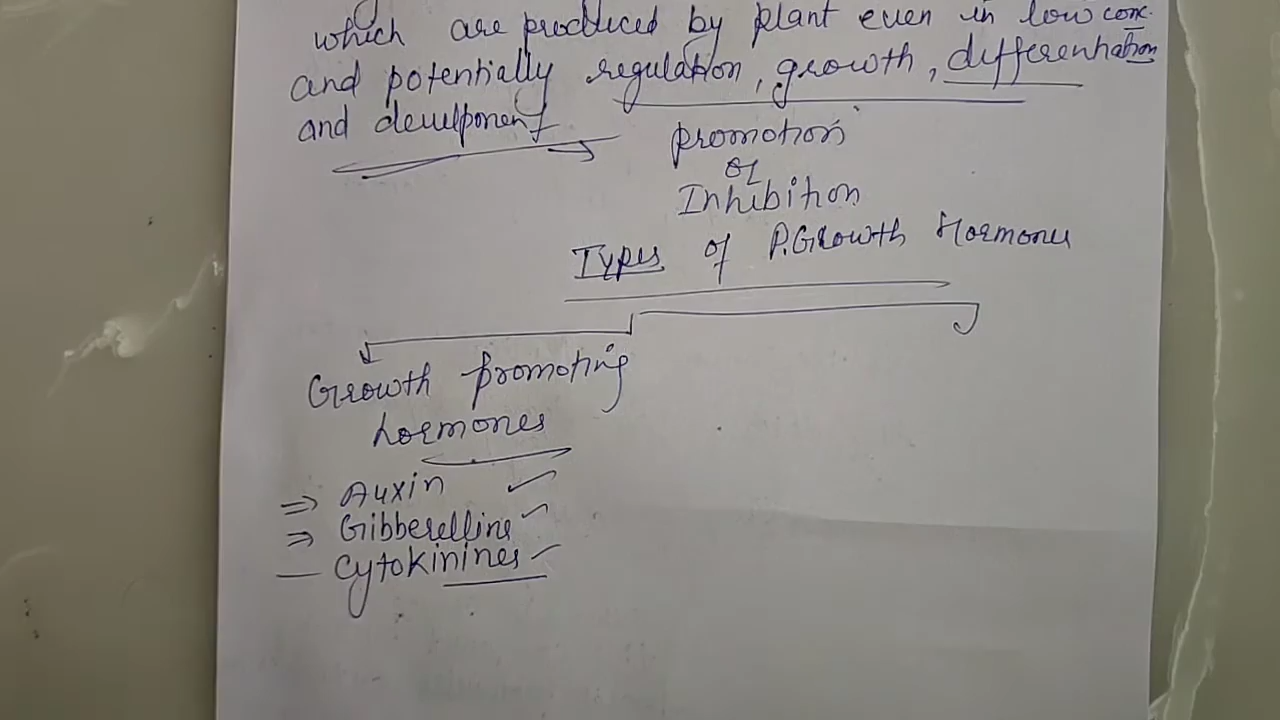 which are produced by plant even in low conc.
and potentially regulation, growth, differentiation
and development
promotion
or
Inhibition
Types of P.Growth Hormones
Growth promoting
hormones
⇒ Auxin ✓
⇒ Gibberelline ✓
— Cytokinines ✓